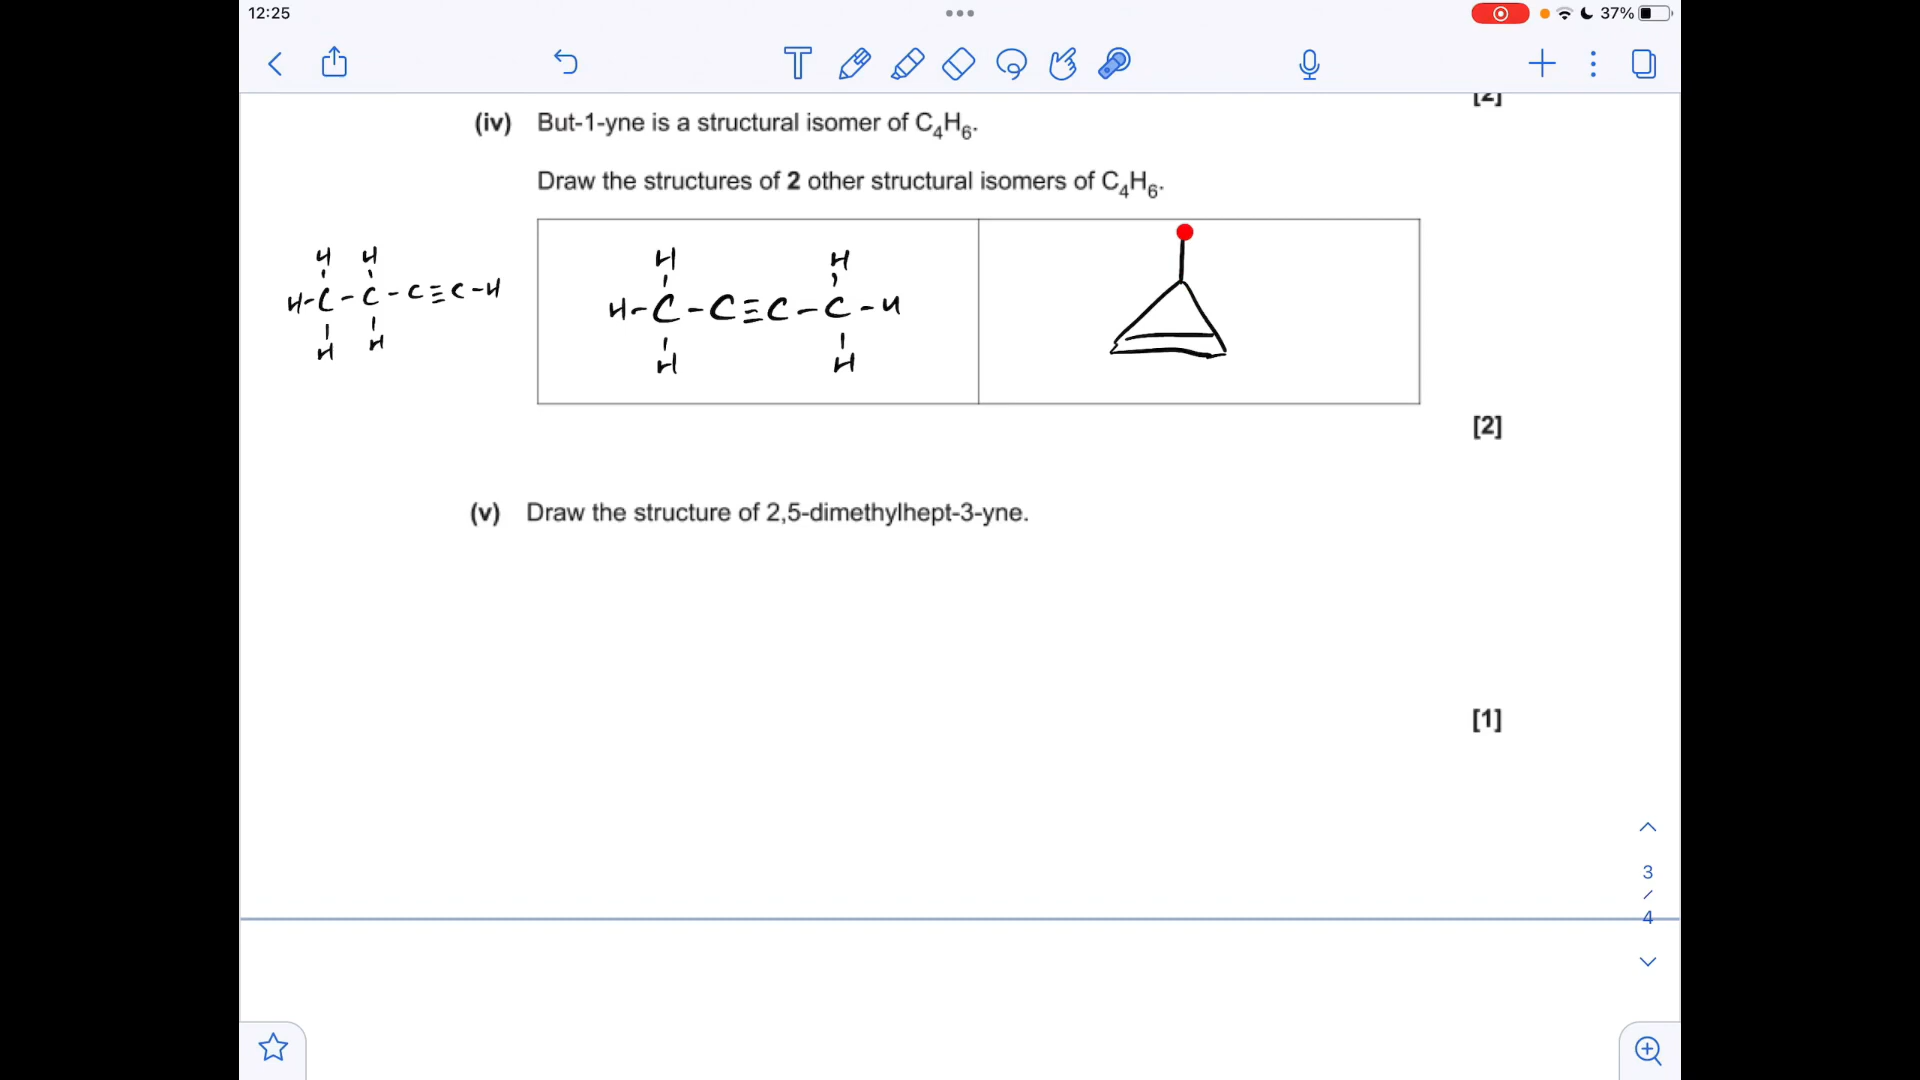 12:25
37%
[2]
(iv) But-1-yne is a structural isomer of C₄H₆.
Draw the structures of 2 other structural isomers of C₄H₆.
H H
H-C-C-C≡C-H
H H
H H
H-C-C≡C-C-H
H H
[2]
(v) Draw the structure of 2,5-dimethylhept-3-yne.
[1]
3
/
4